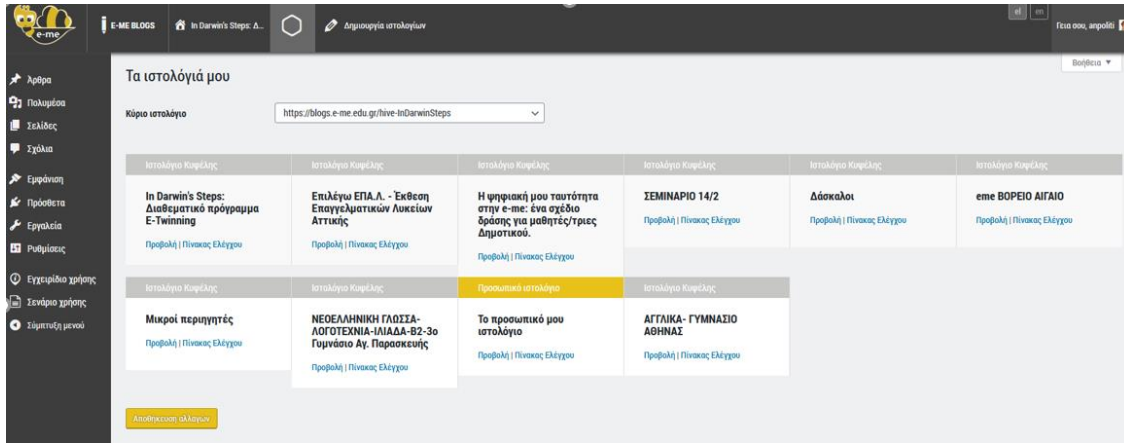 e-me
E-ME BLOGS
In Darwin's Steps: Δ...
Δημιουργία ιστολογίων
el en
Γεια σου, anpoliti
Βοήθεια
Άρθρα
Πολυμέσα
Σελίδες
Σχόλια
Εμφάνιση
Πρόσθετα
Εργαλεία
Ρυθμίσεις
Εγχειρίδιο χρήσης
Σενάριο χρήσης
Σύμπτυξη μενού
Τα ιστολόγιά μου
Κύριο ιστολόγιο
https://blogs.e-me.edu.gr/hive-InDarwinSteps
Ιστολόγιο Κυψέλης
In Darwin's Steps:
Διαθεματικό πρόγραμμα
E-Twinning
Προβολή | Πίνακας Ελέγχου
Ιστολόγιο Κυψέλης
Επιλέγω ΕΠΑ.Λ. - Έκθεση
Επαγγελματικών Λυκείων
Αττικής
Προβολή | Πίνακας Ελέγχου
Ιστολόγιο Κυψέλης
Η ψηφιακή μου ταυτότητα
στην e-me: ένα σχέδιο
δράσης για μαθητές/τριες
Δημοτικού.
Προβολή | Πίνακας Ελέγχου
Ιστολόγιο Κυψέλης
ΣΕΜΙΝΑΡΙΟ 14/2
Προβολή | Πίνακας Ελέγχου
Ιστολόγιο Κυψέλης
Δάσκαλοι
Προβολή | Πίνακας Ελέγχου
Ιστολόγιο Κυψέλης
eme ΒΟΡΕΙΟ ΑΙΓΑΙΟ
Προβολή | Πίνακας Ελέγχου
Ιστολόγιο Κυψέλης
Μικροί περιηγητές
Προβολή | Πίνακας Ελέγχου
Ιστολόγιο Κυψέλης
ΝΕΟΕΛΛΗΝΙΚΗ ΓΛΩΣΣΑ-
ΛΟΓΟΤΕΧΝΙΑ-ΙΛΙΑΔΑ-Β2-3ο
Γυμνάσιο Αγ. Παρασκευής
Προβολή | Πίνακας Ελέγχου
Προσωπικό ιστολόγιο
Το προσωπικό μου
ιστολόγιο
Προβολή | Πίνακας Ελέγχου
Ιστολόγιο Κυψέλης
ΑΓΓΛΙΚΑ- ΓΥΜΝΑΣΙΟ
ΑΘΗΝΑΣ
Προβολή | Πίνακας Ελέγχου
Αποθήκευση αλλαγών